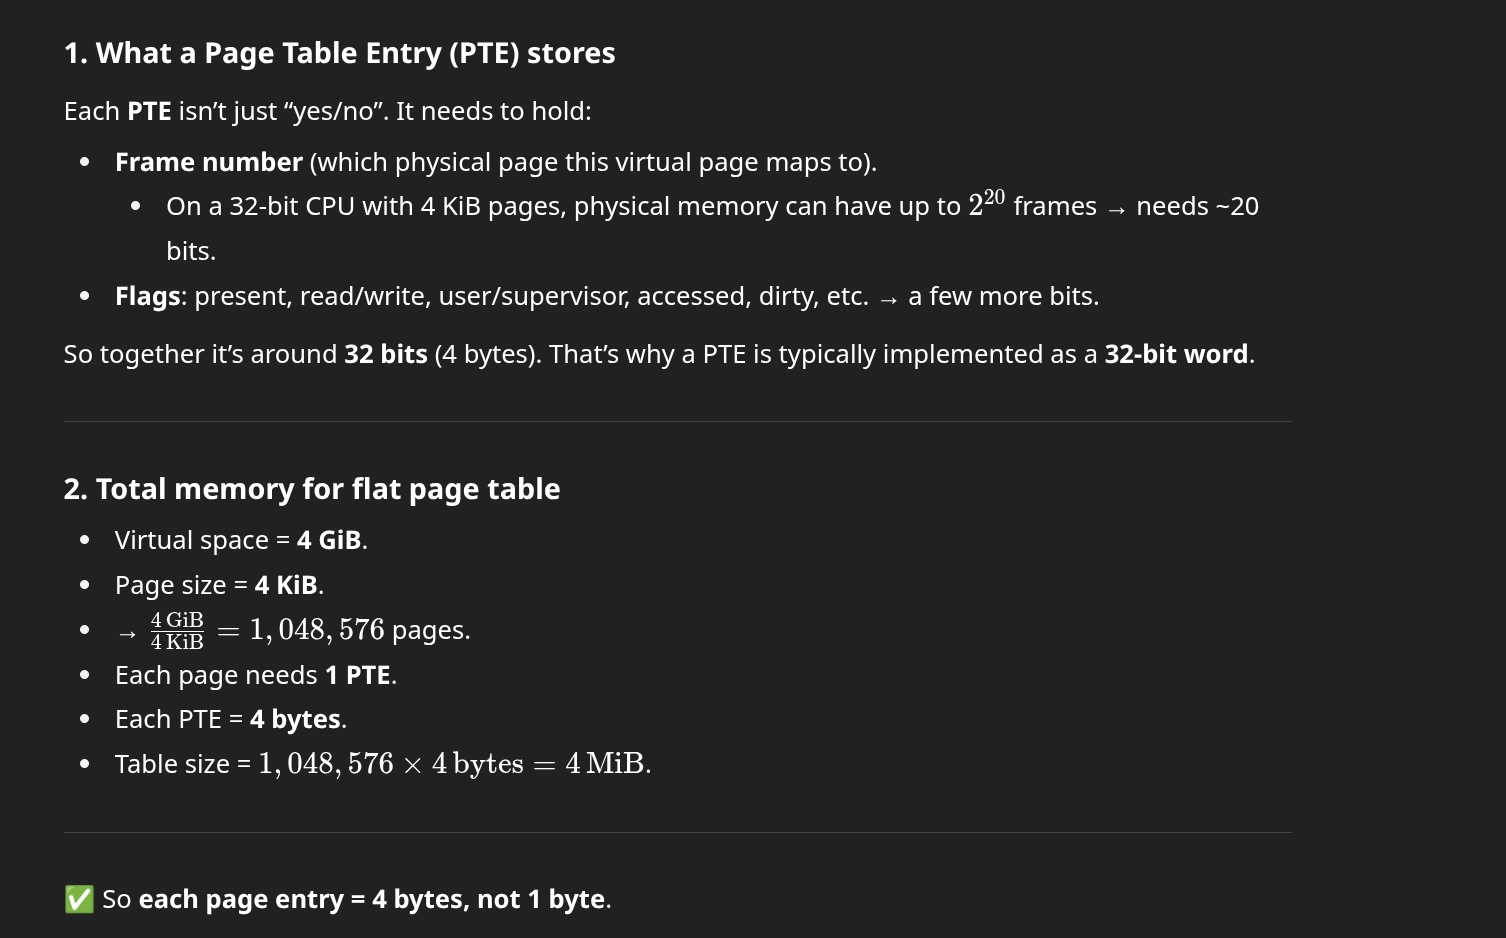 1. What a Page Table Entry (PTE) stores
Each PTE isn’t just “yes/no”. It needs to hold:
• Frame number (which physical page this virtual page maps to).
• On a 32-bit CPU with 4 KiB pages, physical memory can have up to 2^20 frames → needs ~20
bits.
• Flags: present, read/write, user/supervisor, accessed, dirty, etc. → a few more bits.
So together it’s around 32 bits (4 bytes). That’s why a PTE is typically implemented as a 32-bit word.
2. Total memory for flat page table
• Virtual space = 4 GiB.
• Page size = 4 KiB.
• → 4 GiB/4 KiB = 1,048,576 pages.
• Each page needs 1 PTE.
• Each PTE = 4 bytes.
• Table size = 1,048,576 × 4 bytes = 4 MiB.
✅ So each page entry = 4 bytes, not 1 byte.